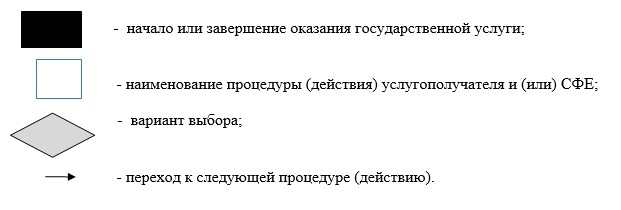 - начало или завершение оказания государственной услуги;
- наименование процедуры (действия) услугополучателя и (или) СФЕ;
- вариант выбора;
- переход к следующей процедуре (действию).